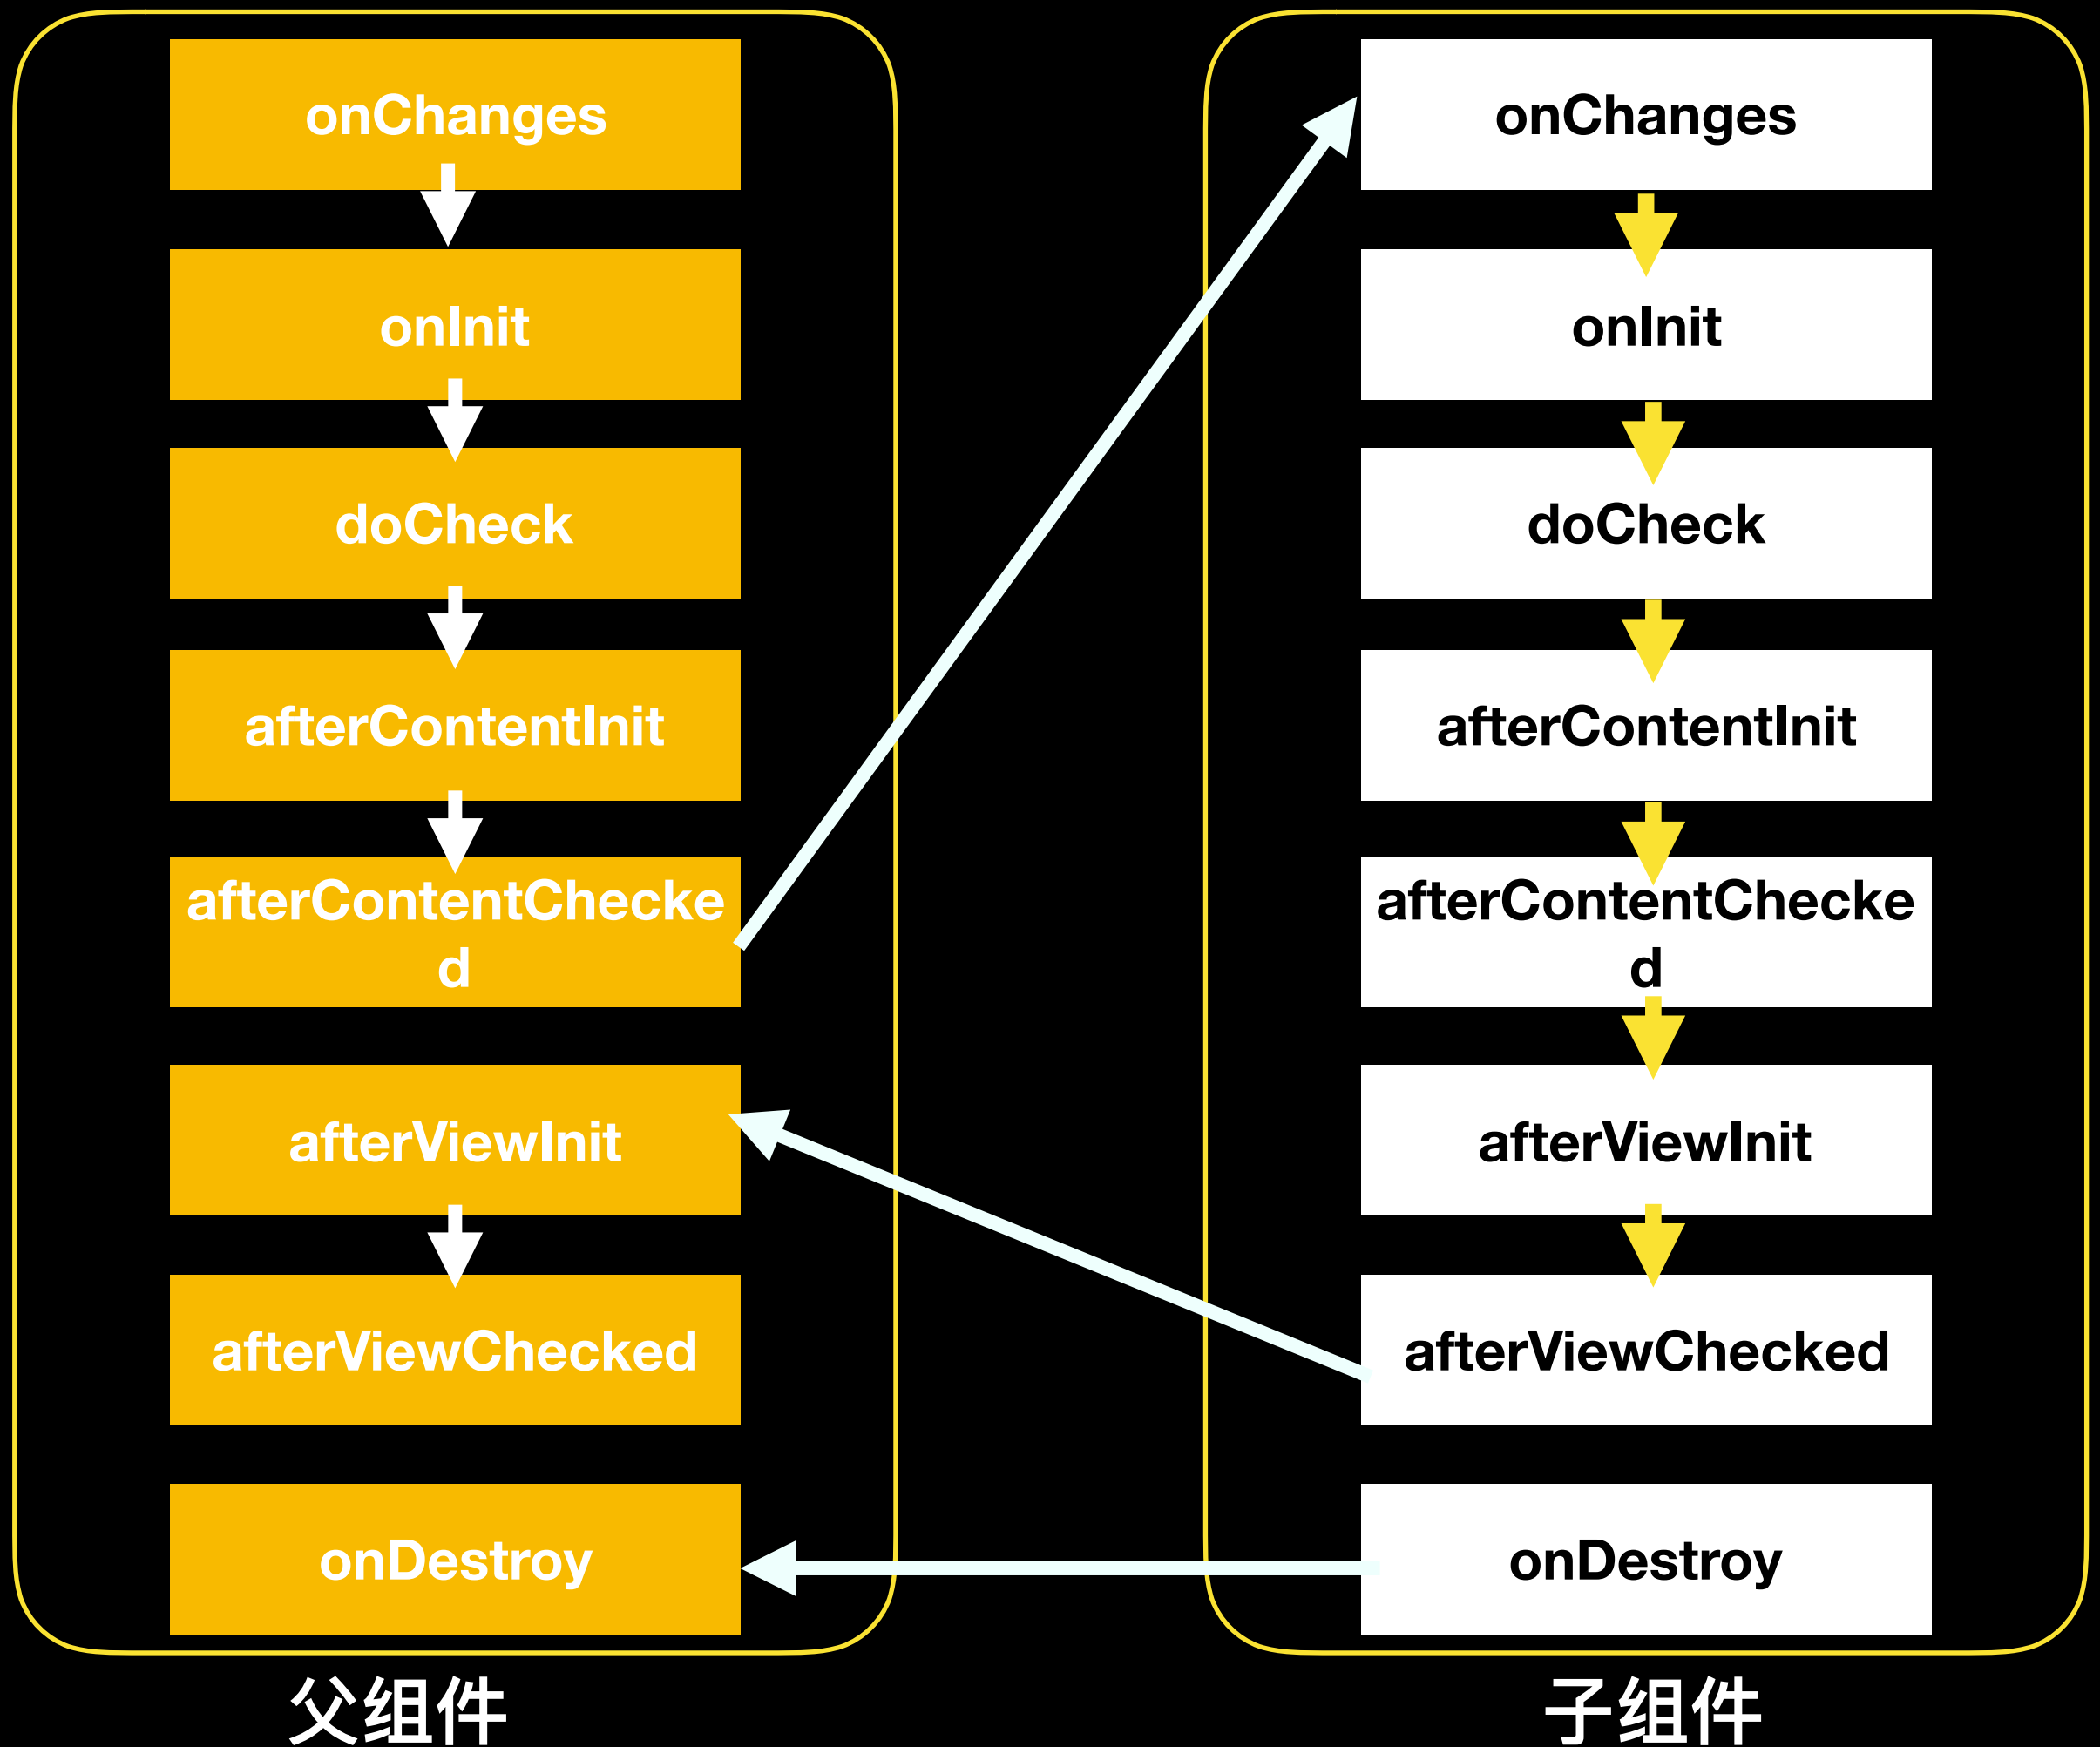 onChanges
onInit
doCheck
afterContentInit
afterContentChecke
d
afterViewInit
afterViewChecked
onDestroy
父组件
onChanges
onInit
doCheck
afterContentInit
afterContentChecke
d
afterViewInit
afterViewChecked
onDestroy
子组件